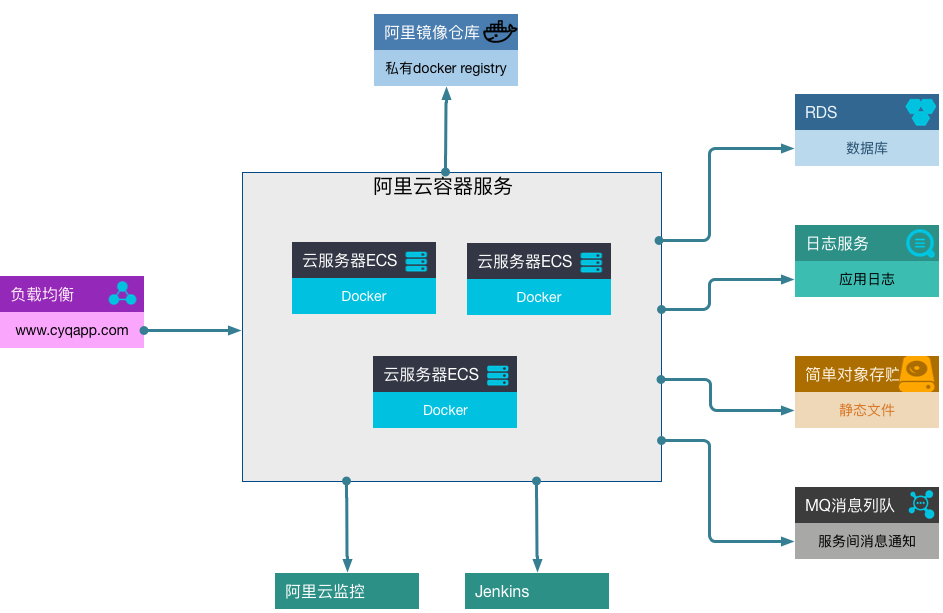 阿里镜像仓库
私有docker registry
RDS
数据库
阿里云容器服务
日志服务
应用日志
云服务器ECS
Docker
云服务器ECS
Docker
负载均衡
www.cyqapp.com
云服务器ECS
Docker
简单对象存贮
静态文件
MQ消息列队
服务间消息通知
阿里云监控
Jenkins